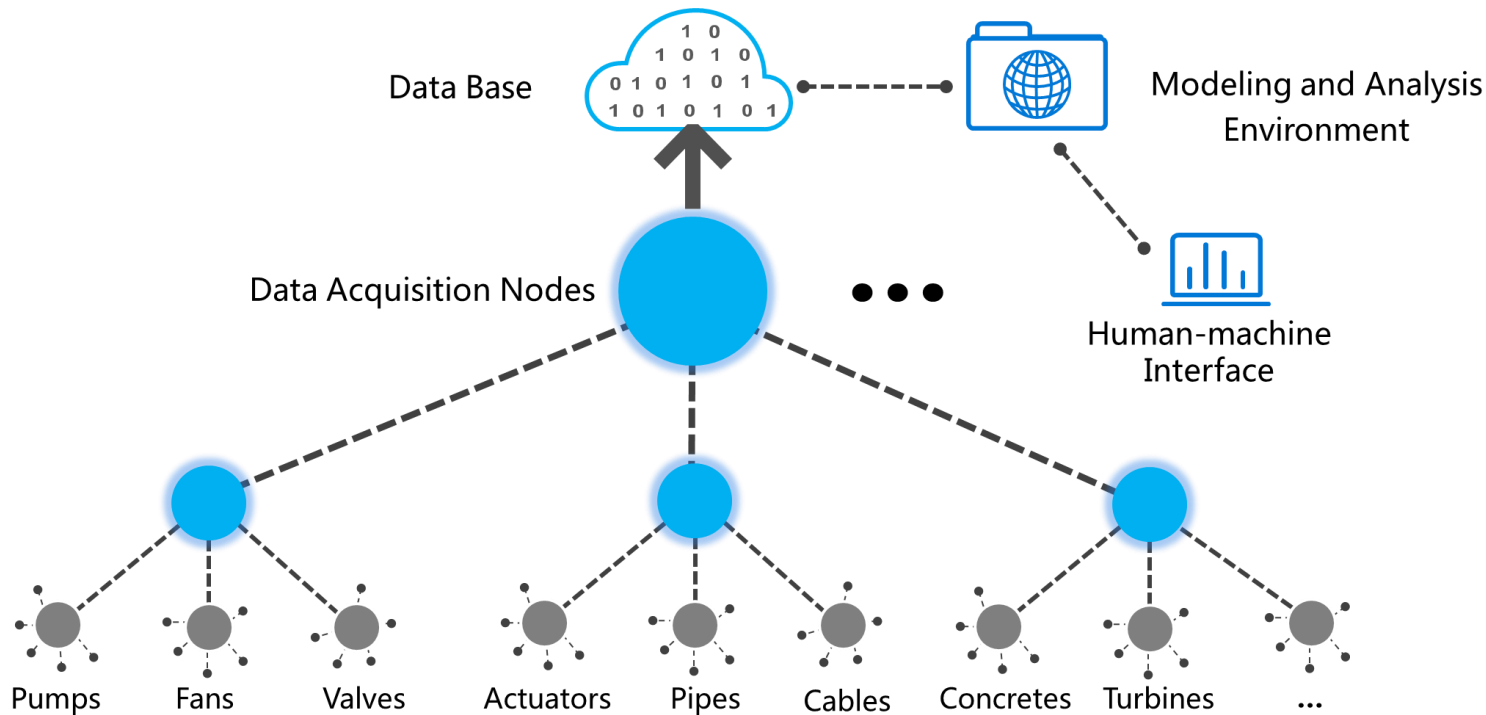 1 0
1 0 1 0
0 1 0 1 0 1
1 0 1 0 1 0 1
Data Base
Modeling and Analysis
Environment
Data Acquisition Nodes
Human-machine
Interface
Pumps
Fans
Valves
Actuators
Pipes
Cables
Concretes
Turbines
...